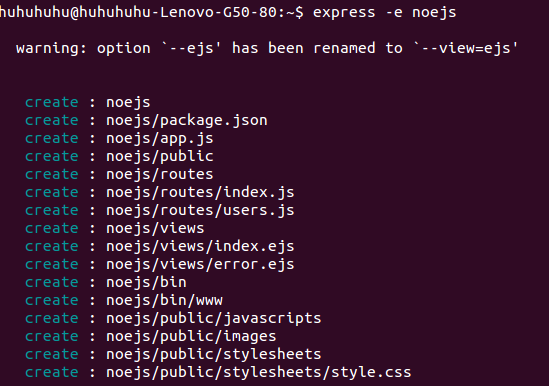 huhuhuhu@huhuhuhu-Lenovo-G50-80:~$ express -e noejs
warning: option `--ejs' has been renamed to `--view=ejs'
create : noejs
create : noejs/package.json
create : noejs/app.js
create : noejs/public
create : noejs/routes
create : noejs/routes/index.js
create : noejs/routes/users.js
create : noejs/views
create : noejs/views/index.ejs
create : noejs/views/error.ejs
create : noejs/bin
create : noejs/bin/www
create : noejs/public/javascripts
create : noejs/public/images
create : noejs/public/stylesheets
create : noejs/public/stylesheets/style.css